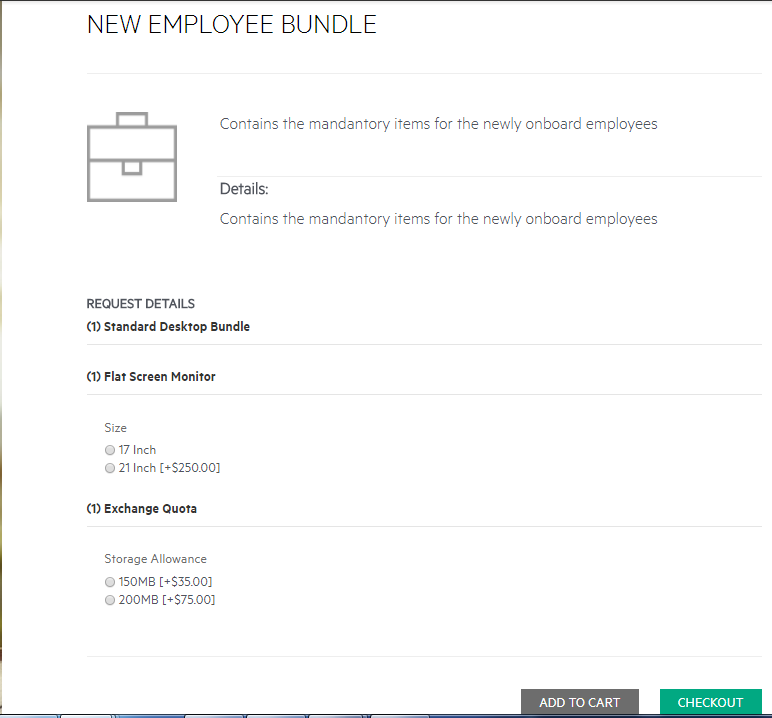 NEW EMPLOYEE BUNDLE
Contains the mandantory items for the newly onboard employees
Details:
Contains the mandantory items for the newly onboard employees
REQUEST DETAILS
(1) Standard Desktop Bundle
(1) Flat Screen Monitor
Size
17 Inch
21 Inch [+$250.00]
(1) Exchange Quota
Storage Allowance
150MB [+$35.00]
200MB [+$75.00]
ADD TO CART
CHECKOUT